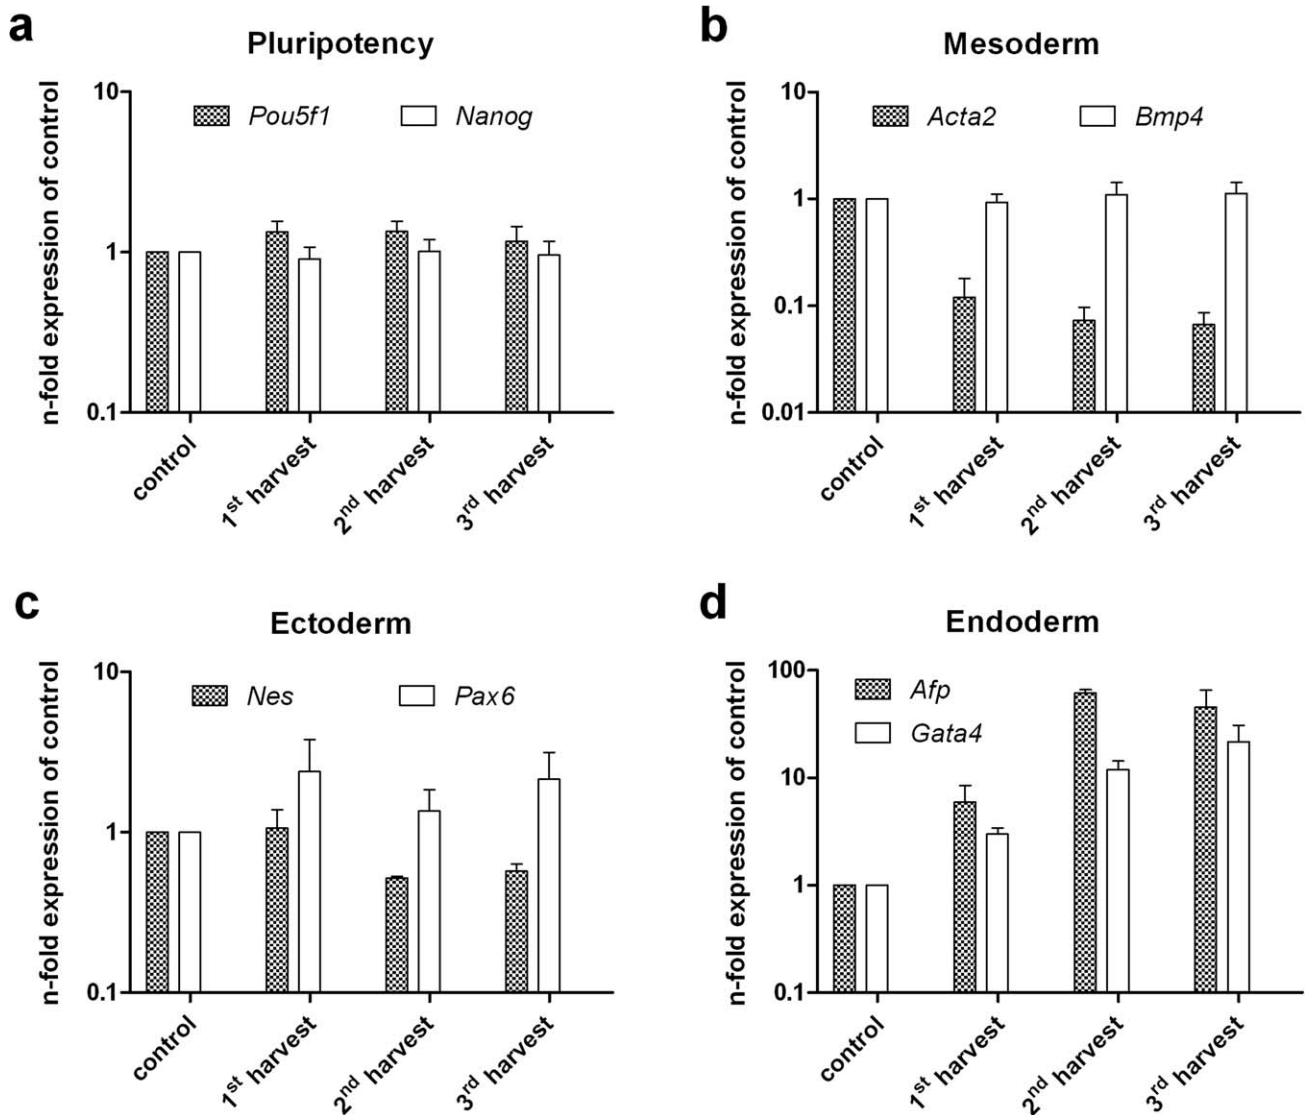 a
Pluripotency
n-fold expression of control
10
1
0.1
Pou5f1 Nanog
control
1st harvest
2nd harvest
3rd harvest
b
Mesoderm
n-fold expression of control
10
1
0.1
0.01
Acta2 Bmp4
control
1st harvest
2nd harvest
3rd harvest
c
Ectoderm
n-fold expression of control
10
1
0.1
Nes Pax6
control
1st harvest
2nd harvest
3rd harvest
d
Endoderm
n-fold expression of control
100
10
1
0.1
Afp
Gata4
control
1st harvest
2nd harvest
3rd harvest